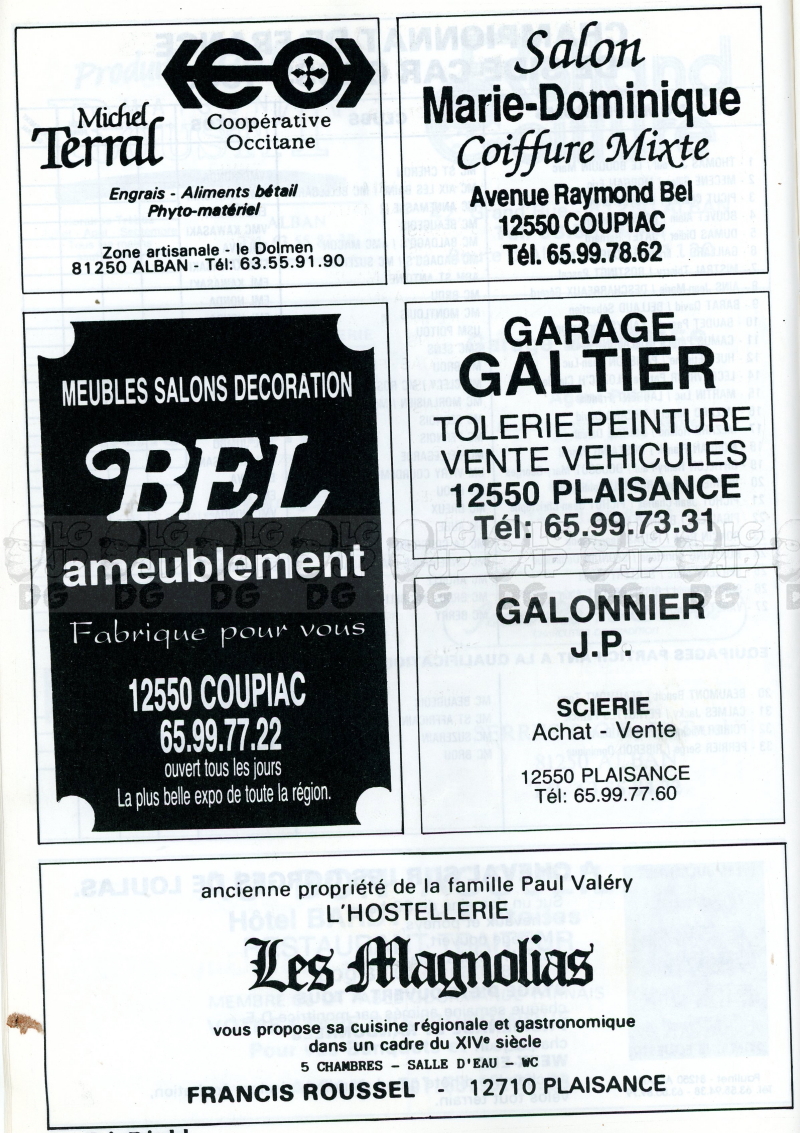 Michel
Terral
Coopérative
Occitane
Engrais - Aliments bétail
Phyto-matériel
Zone artisanale - le Dolmen
81250 ALBAN - Tél: 63.55.91.90
Salon
Marie-Dominique
Coiffure Mixte
Avenue Raymond Bel
12550 COUPIAC
Tél. 65.99.78.62
MEUBLES SALONS DECORATION
BEL
ameublement
Fabrique pour vous
12550 COUPIAC
65.99.77.22
ouvert tous les jours
La plus belle expo de toute la région.
GARAGE
GALTIER
TOLERIE PEINTURE
VENTE VEHICULES
12550 PLAISANCE
Tél: 65.99.73.31
GALONNIER
J.P.
SCIERIE
Achat - Vente
12550 PLAISANCE
Tél: 65.99.77.60
ancienne propriété de la famille Paul Valéry
L'HOSTELLERIE
Les Magnolias
vous propose sa cuisine régionale et gastronomique
dans un cadre du XIVe siècle
5 CHAMBRES - SALLE D'EAU - WC
FRANCIS ROUSSEL - 12710 PLAISANCE
LG
JP
DG